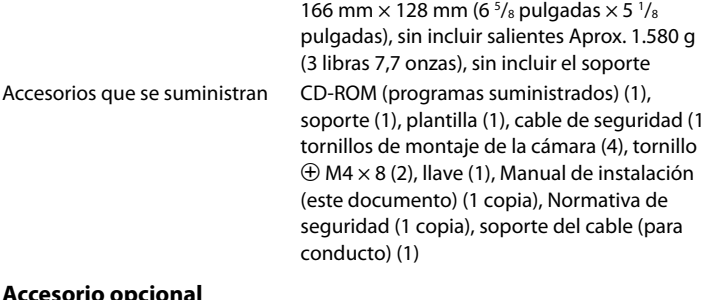 166 mm × 128 mm (6 5/8 pulgadas × 5 1/8
pulgadas), sin incluir salientes Aprox. 1.580 g
(3 libras 7,7 onzas), sin incluir el soporte
Accesorios que se suministran CD-ROM (programas suministrados) (1),
soporte (1), plantilla (1), cable de seguridad (1
tornillos de montaje de la cámara (4), tornillo
⊕ M4 × 8 (2), llave (1), Manual de instalación
(este documento) (1 copia), Normativa de
seguridad (1 copia), soporte del cable (para
conducto) (1)
Accesorio opcional